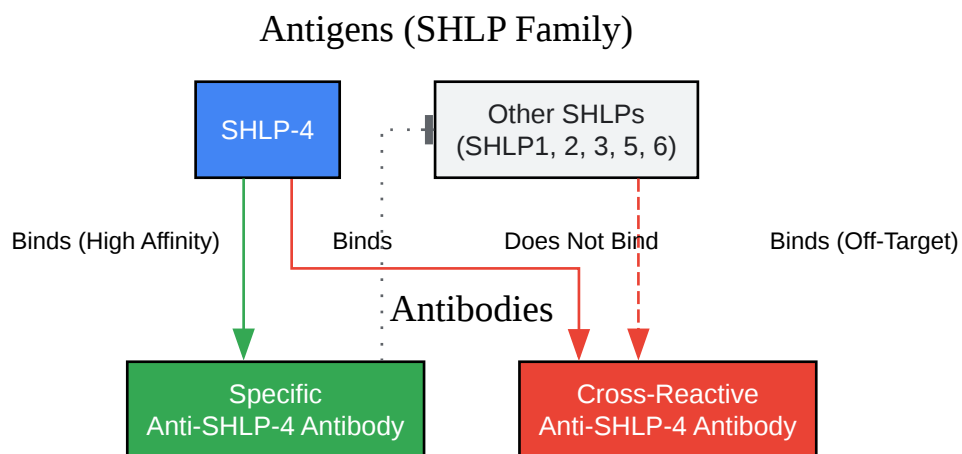 Antigens (SHLP Family)
SHLP-4
Other SHLPs
(SHLP1, 2, 3, 5, 6)
Binds (High Affinity)
Binds
Does Not Bind
Binds (Off-Target)
Antibodies
Specific
Anti-SHLP-4 Antibody
Cross-Reactive
Anti-SHLP-4 Antibody